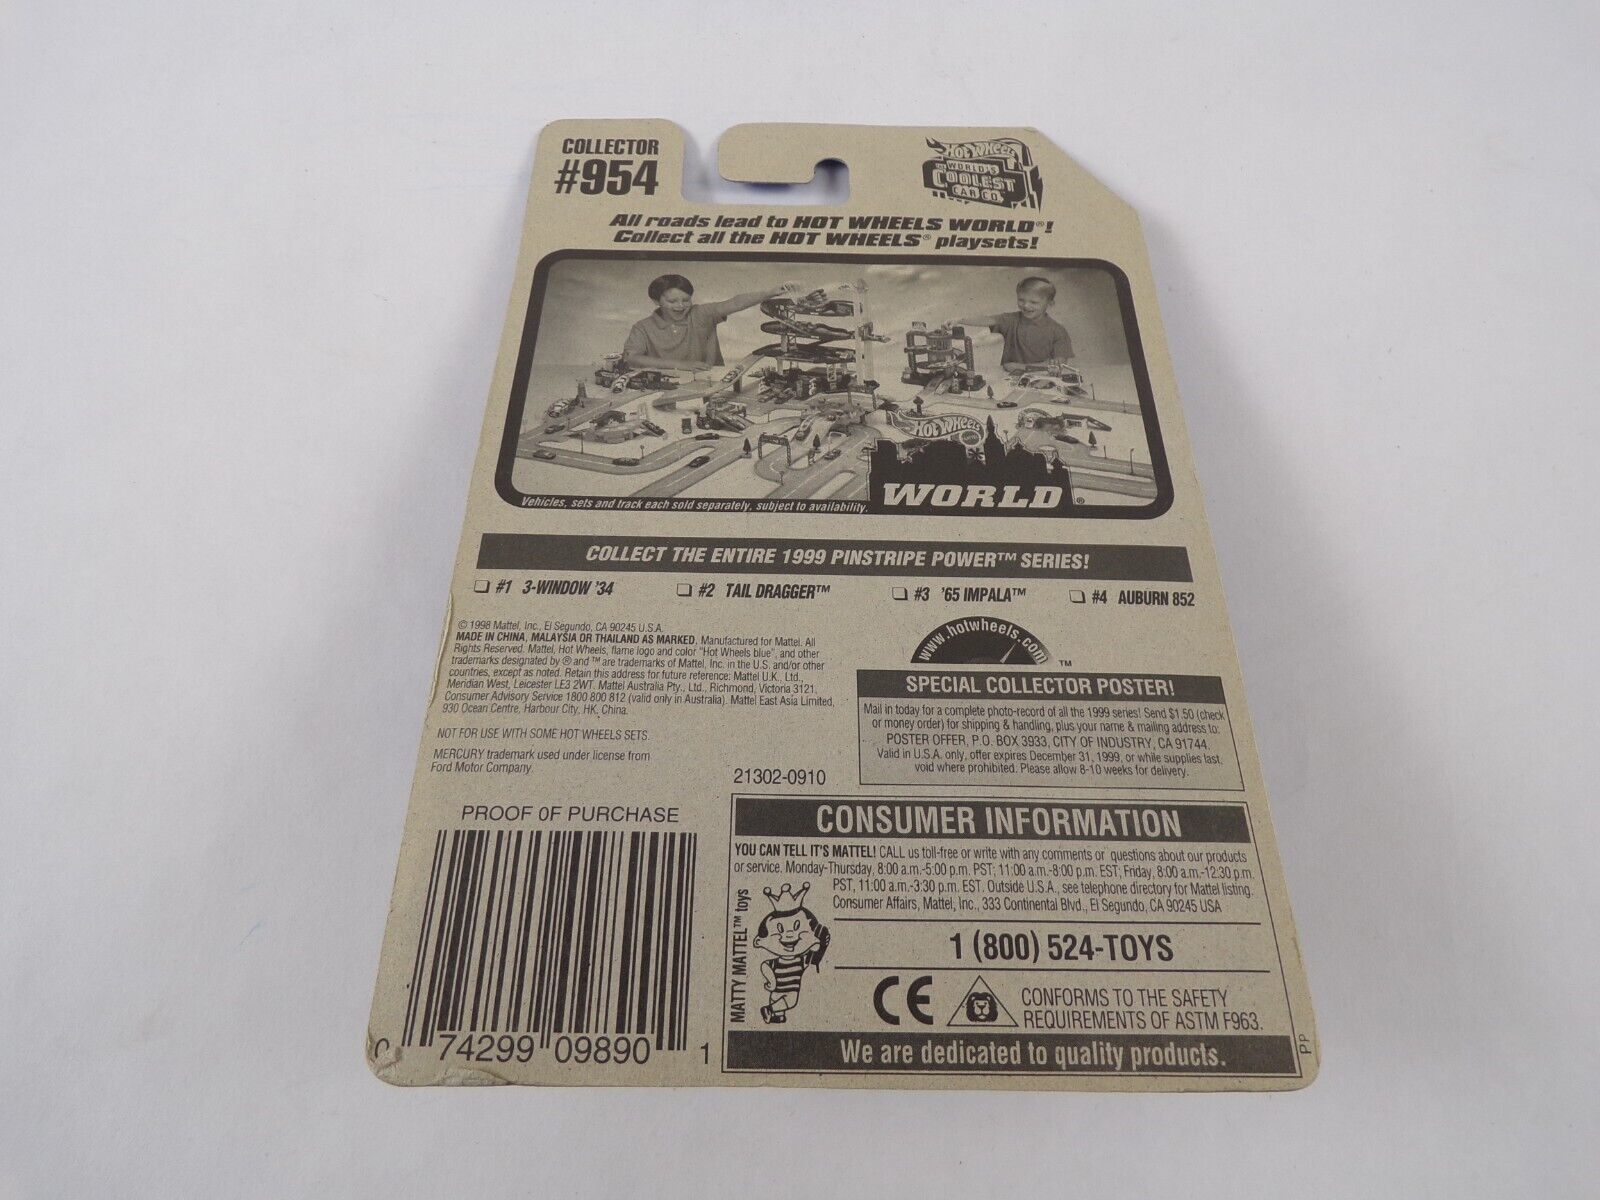 COLLECTOR
#954
HOT WHEELS
WORLD'S
COOLEST
CAR CO.
All roads lead to HOT WHEELS WORLD®!
Collect all the HOT WHEELS® playsets!
HOT WHEELS
WORLD®
Vehicles, sets and track each sold separately, subject to availability.
COLLECT THE ENTIRE 1999 PINSTRIPE POWER™ SERIES!
#1 3-WINDOW '34
#2 TAIL DRAGGER™
#3 '65 IMPALA™
#4 AUBURN 852
© 1998 Mattel, Inc., El Segundo, CA 90245 U.S.A.
MADE IN CHINA, MALAYSIA OR THAILAND AS MARKED. Manufactured for Mattel. All
Rights Reserved. Mattel, Hot Wheels, flame logo and color "Hot Wheels blue", and other
trademarks designated by ® and ™ are trademarks of Mattel, Inc. in the U.S. and/or other
countries, except as noted. Retain this address for future reference: Mattel U.K., Ltd.,
Meridian West, Leicester LE3 2WT. Mattel Australia Pty., Ltd., Richmond, Victoria 3121.
Consumer Advisory Service 1800 800 812 (valid only in Australia). Mattel East Asia Limited,
930 Ocean Centre, Harbour City, HK, China.
NOT FOR USE WITH SOME HOT WHEELS SETS.
MERCURY trademark used under license from
Ford Motor Company.
21302-0910
www.hotwheels.com
™
SPECIAL COLLECTOR POSTER!
Mail in today for a complete photo-record of all the 1999 series! Send $1.50 (check
or money order) for shipping & handling, plus your name & mailing address to:
POSTER OFFER, P.O. BOX 3933, CITY OF INDUSTRY, CA 91744.
Valid in U.S.A. only, offer expires December 31, 1999, or while supplies last,
void where prohibited. Please allow 8-10 weeks for delivery.
PROOF OF PURCHASE
0 74299 09890 1
CONSUMER INFORMATION
YOU CAN TELL IT'S MATTEL! CALL us toll-free or write with any comments or questions about our products
or service. Monday-Thursday, 8:00 a.m.-5:00 p.m. PST; 11:00 a.m.-8:00 p.m. EST; Friday, 8:00 a.m.-12:30 p.m.
PST, 11:00 a.m.-3:30 p.m. EST. Outside U.S.A., see telephone directory for Mattel listing.
Consumer Affairs, Mattel, Inc., 333 Continental Blvd., El Segundo, CA 90245 USA
MATTY MATTEL™ toys
1 (800) 524-TOYS
CE
CONFORMS TO THE SAFETY
REQUIREMENTS OF ASTM F963.
We are dedicated to quality products.
PP